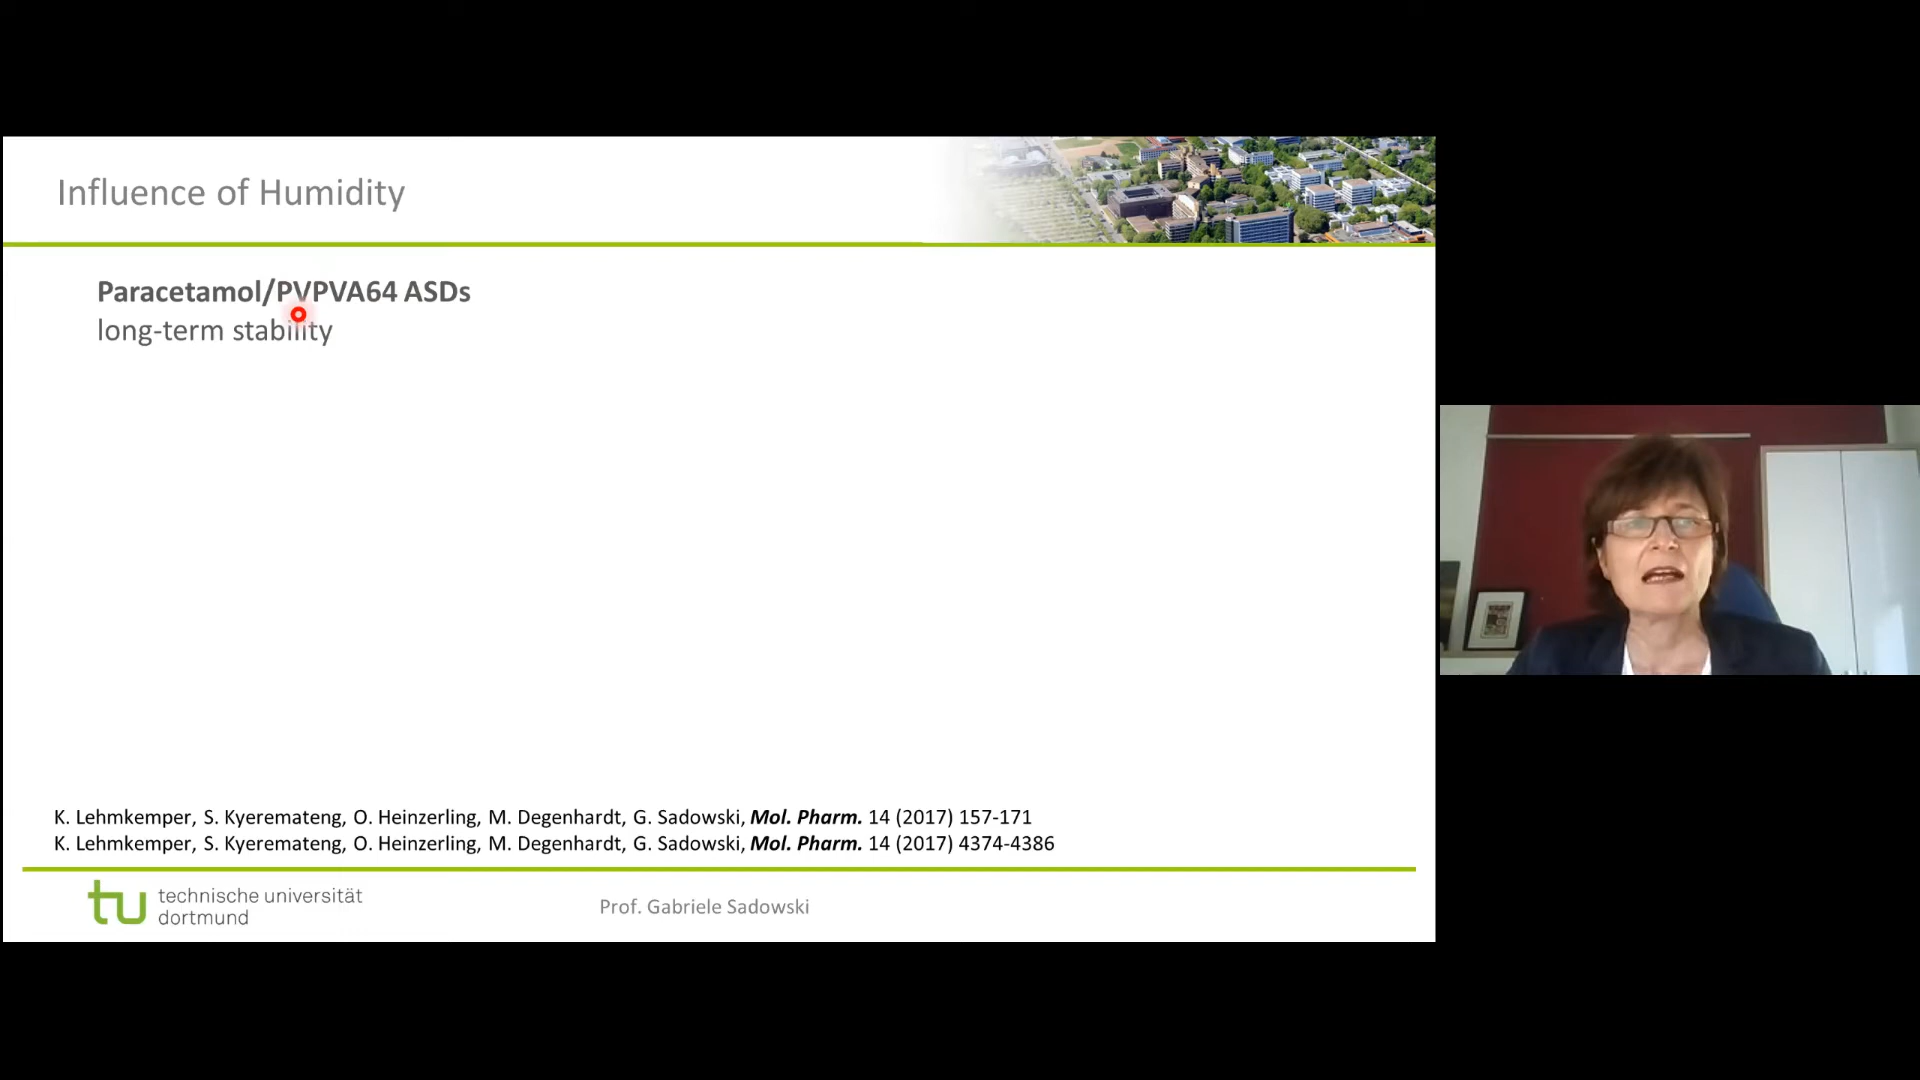 Influence of Humidity
Paracetamol/PVPVA64 ASDs
long-term stability
K. Lehmkemper, S. Kyeremateng, O. Heinzerling, M. Degenhardt, G. Sadowski, Mol. Pharm. 14 (2017) 157-171
K. Lehmkemper, S. Kyeremateng, O. Heinzerling, M. Degenhardt, G. Sadowski, Mol. Pharm. 14 (2017) 4374-4386
tu technische universität
dortmund
Prof. Gabriele Sadowski